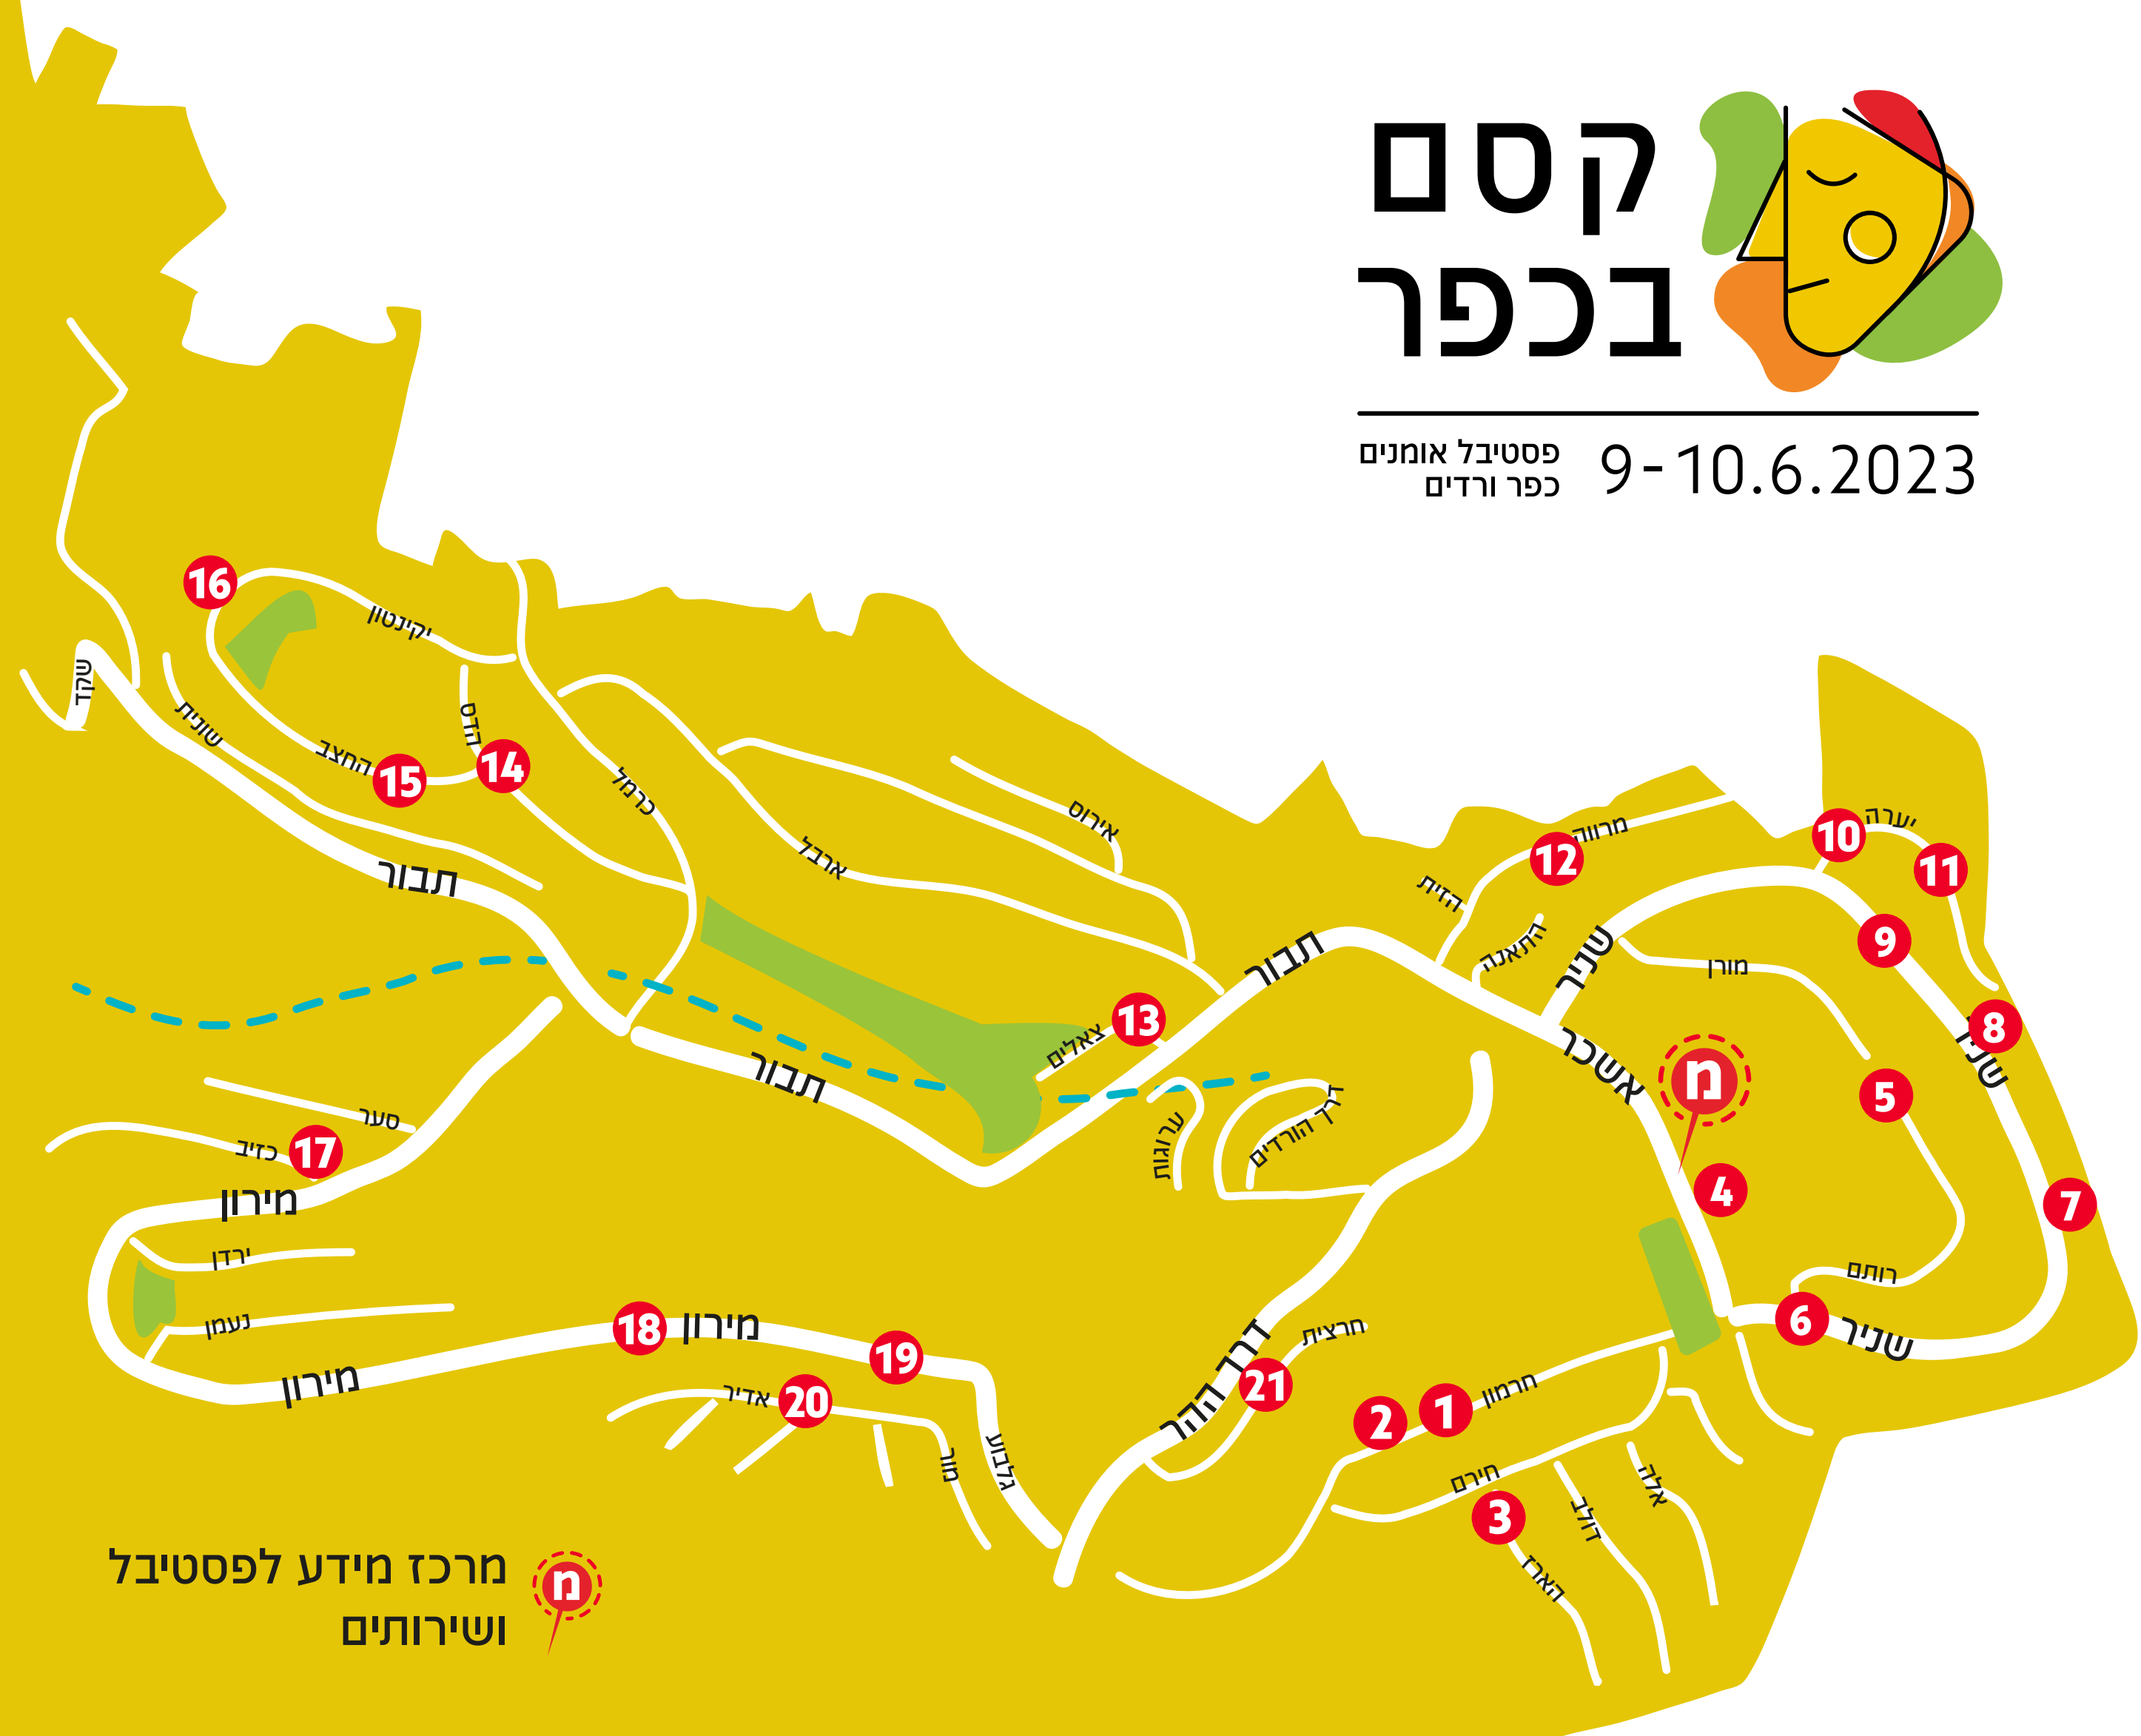 קסם
בכפר
9-10.6.2023
פסטיבל אומנים
כפר ורדים
16
יקינטון
שקד
שונית
הדס
החצב
15
14
כרמל
תבור
אירוס
ארבל
מרווה
12
10
יערה
11
הזית
התאנה
שניר
9
מורן
תבור
13
צאלים
תבור
אשכר
8
שניר
מ
5
סער
כזיב
17
ערוגות
דרך הורדים
4
7
מירון
ירדן
נעמן
רותם
6
שניר
18
מירון
19
חרצית
דרך ההר
21
מירון
אדיר
20
חרמון
1
2
מור
גלבוע
חירם
3
אלה
דולב
הארז
מ
מרכז מידע לפסטיבל
ושירותים